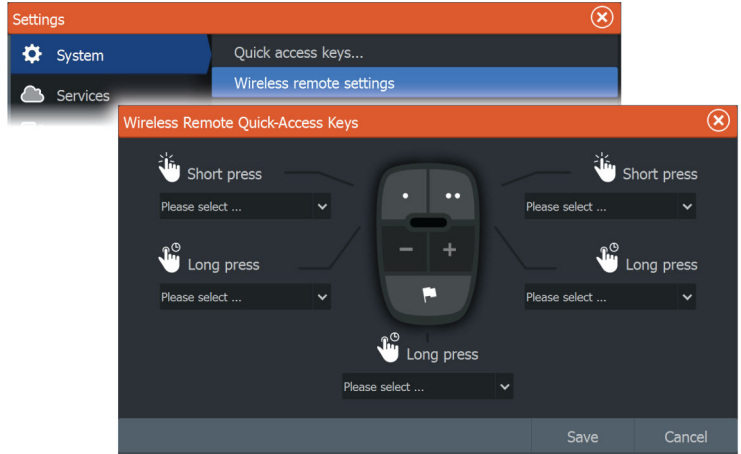 Settings
System
Quick access keys...
Wireless remote settings
Services
Wireless Remote Quick-Access Keys
Short press
Short press
Please select ...
Please select ...
Long press
Long press
Please select ...
Please select ...
Long press
Please select ...
Save
Cancel